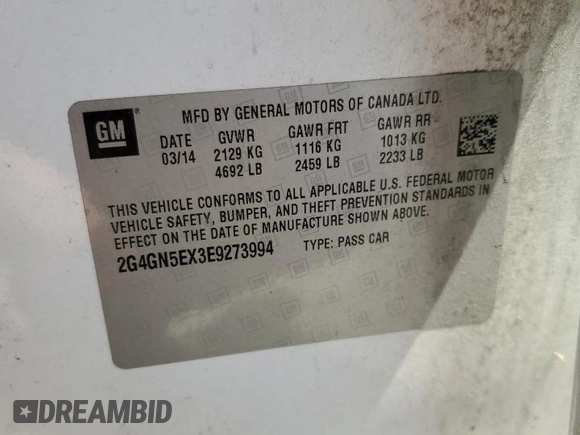 GM
MFD BY GENERAL MOTORS OF CANADA LTD.
DATE GVWR GAWR FRT GAWR RR
03/14 2129 KG 1116 KG 1013 KG
4692 LB 2459 LB 2233 LB
THIS VEHICLE CONFORMS TO ALL APPLICABLE U.S. FEDERAL MOTOR
VEHICLE SAFETY, BUMPER, AND THEFT PREVENTION STANDARDS IN
EFFECT ON THE DATE OF MANUFACTURE SHOWN ABOVE.
2G4GN5EX3E9273994 TYPE: PASS CAR
DREAMBID